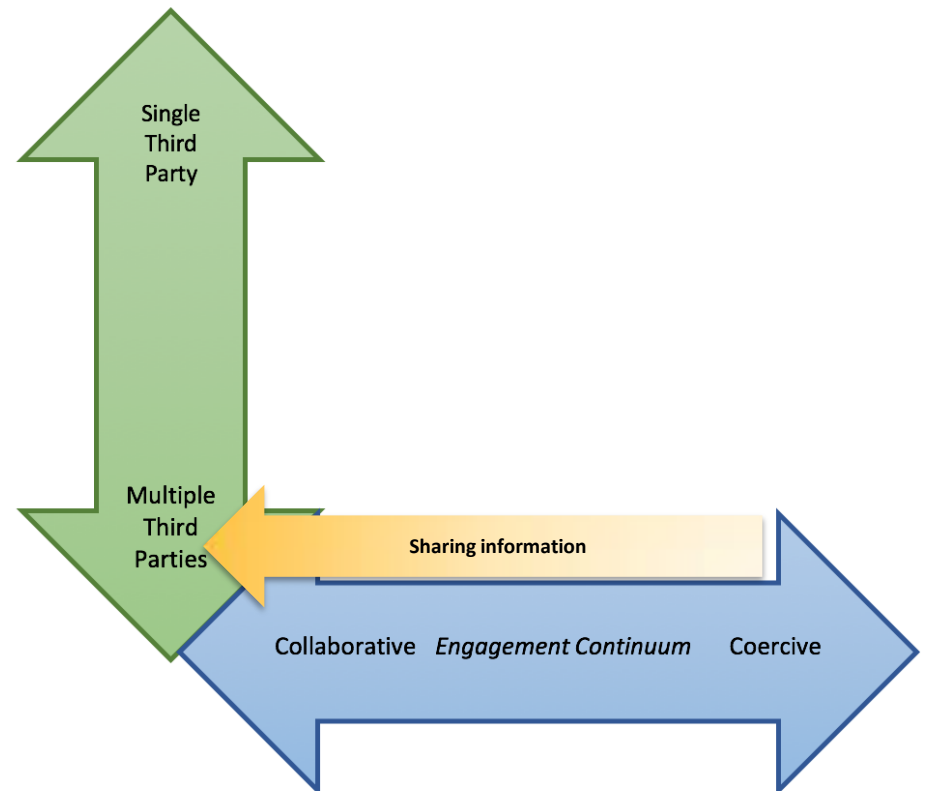 Single
Third
Party
Multiple
Third
Parties
Sharing information
Collaborative Engagement Continuum Coercive